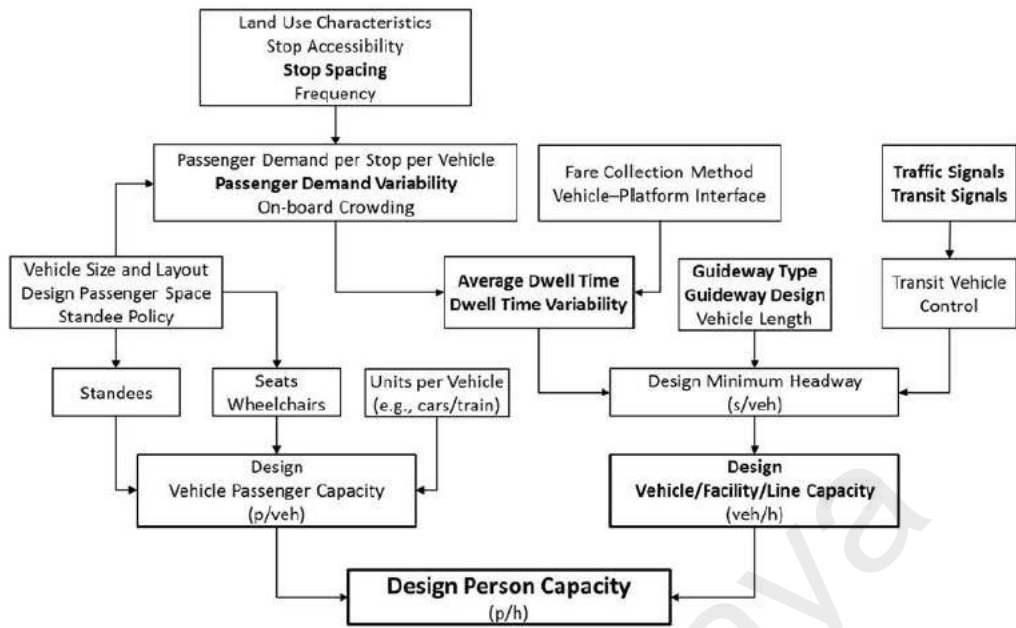 Land Use Characteristics
Stop Accessibility
Stop Spacing
Frequency
Passenger Demand per Stop per Vehicle
Passenger Demand Variability
On-board Crowding
Fare Collection Method
Vehicle–Platform Interface
Traffic Signals
Transit Signals
Vehicle Size and Layout
Design Passenger Space
Standee Policy
Average Dwell Time
Dwell Time Variability
Guideway Type
Guideway Design
Vehicle Length
Transit Vehicle
Control
Standees
Seats
Wheelchairs
Units per Vehicle
(e.g., cars/train)
Design Minimum Headway
(s/veh)
Design
Vehicle Passenger Capacity
(p/veh)
Design
Vehicle/Facility/Line Capacity
(veh/h)
Design Person Capacity
(p/h)